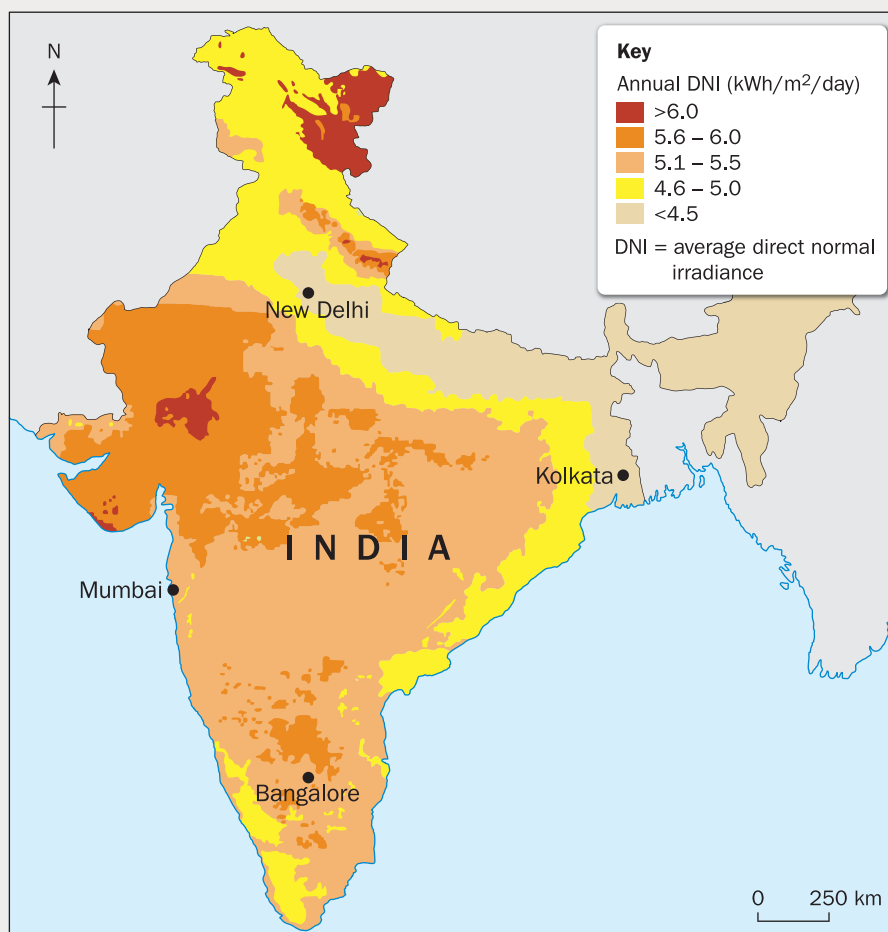 N
Key
Annual DNI (kWh/m²/day)
>6.0
5.6 – 6.0
5.1 – 5.5
4.6 – 5.0
<4.5
DNI = average direct normal
irradiance
New Delhi
Kolkata
INDIA
Mumbai
Bangalore
0 250 km